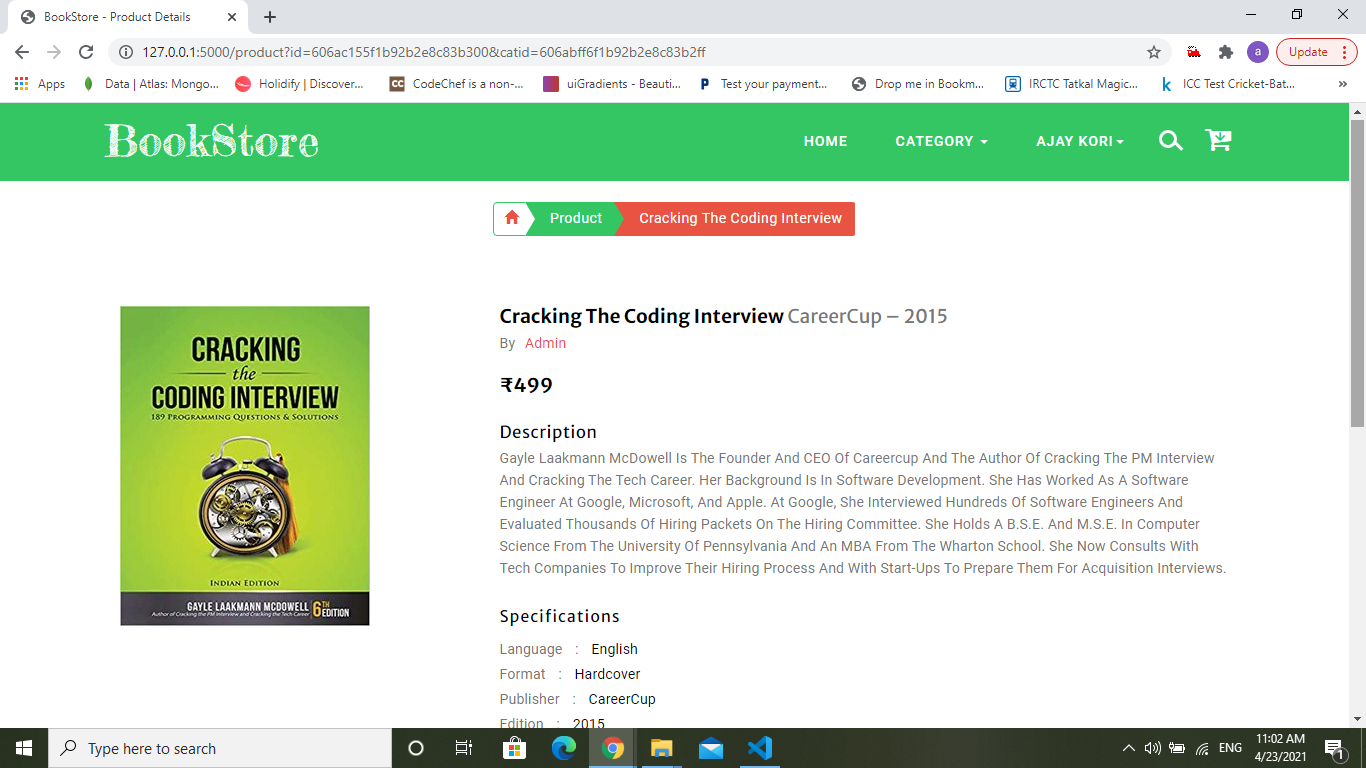 BookStore - Product Details
127.0.0.1:5000/product?id=606ac155f1b92b2e8c83b300&catid=606abff6f1b92b2e8c83b2ff
a
Update
Apps
Data | Atlas: Mongo...
Holidify | Discover...
CC
CodeChef is a non-...
uiGradients - Beauti...
P
Test your payment...
Drop me in Bookm...
IRCTC Tatkal Magic...
k
ICC Test Cricket-Bat...
»
BookStore
HOME
CATEGORY
AJAY KORI
Product
Cracking The Coding Interview
CRACKING
the
CODING INTERVIEW
189 PROGRAMMING QUESTIONS & SOLUTIONS
INDIAN EDITION
GAYLE LAAKMANN MCDOWELL
Author of Cracking the PM Interview and Cracking the Tech Career
6TH EDITION
Cracking The Coding Interview CareerCup – 2015
By Admin
₹499
Description
Gayle Laakmann McDowell Is The Founder And CEO Of Careercup And The Author Of Cracking The PM Interview
And Cracking The Tech Career. Her Background Is In Software Development. She Has Worked As A Software
Engineer At Google, Microsoft, And Apple. At Google, She Interviewed Hundreds Of Software Engineers And
Evaluated Thousands Of Hiring Packets On The Hiring Committee. She Holds A B.S.E. And M.S.E. In Computer
Science From The University Of Pennsylvania And An MBA From The Wharton School. She Now Consults With
Tech Companies To Improve Their Hiring Process And With Start-Ups To Prepare Them For Acquisition Interviews.
Specifications
Language : English
Format : Hardcover
Publisher : CareerCup
Edition : 2015
Type here to search
ENG
11:02 AM
4/23/2021
1